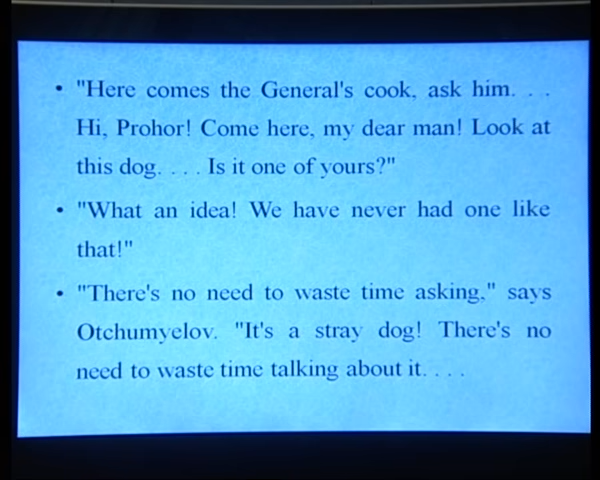 • "Here comes the General's cook, ask him. . .
Hi, Prohor! Come here, my dear man! Look at
this dog. . . . Is it one of yours?"
• "What an idea! We have never had one like
that!"
• "There's no need to waste time asking," says
Otchumyelov. "It's a stray dog! There's no
need to waste time talking about it. . . .